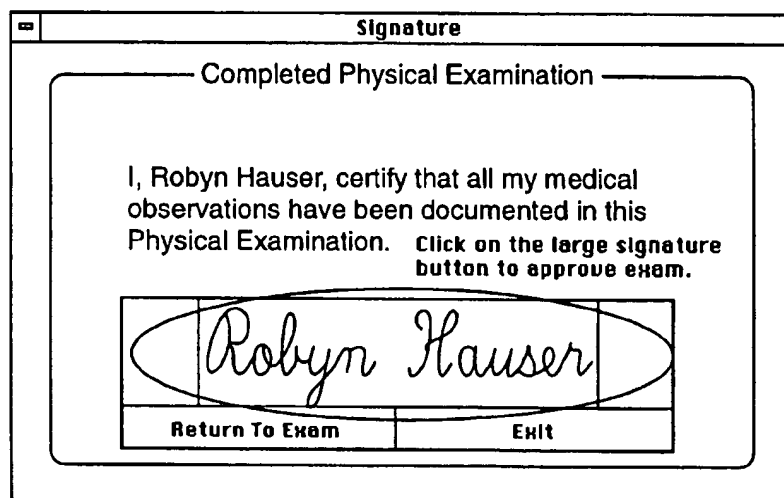 Signature
Completed Physical Examination
I, Robyn Hauser, certify that all my medical
observations have been documented in this
Physical Examination. Click on the large signature
button to approve exam.
Robyn Hauser
Return To Exam Exit